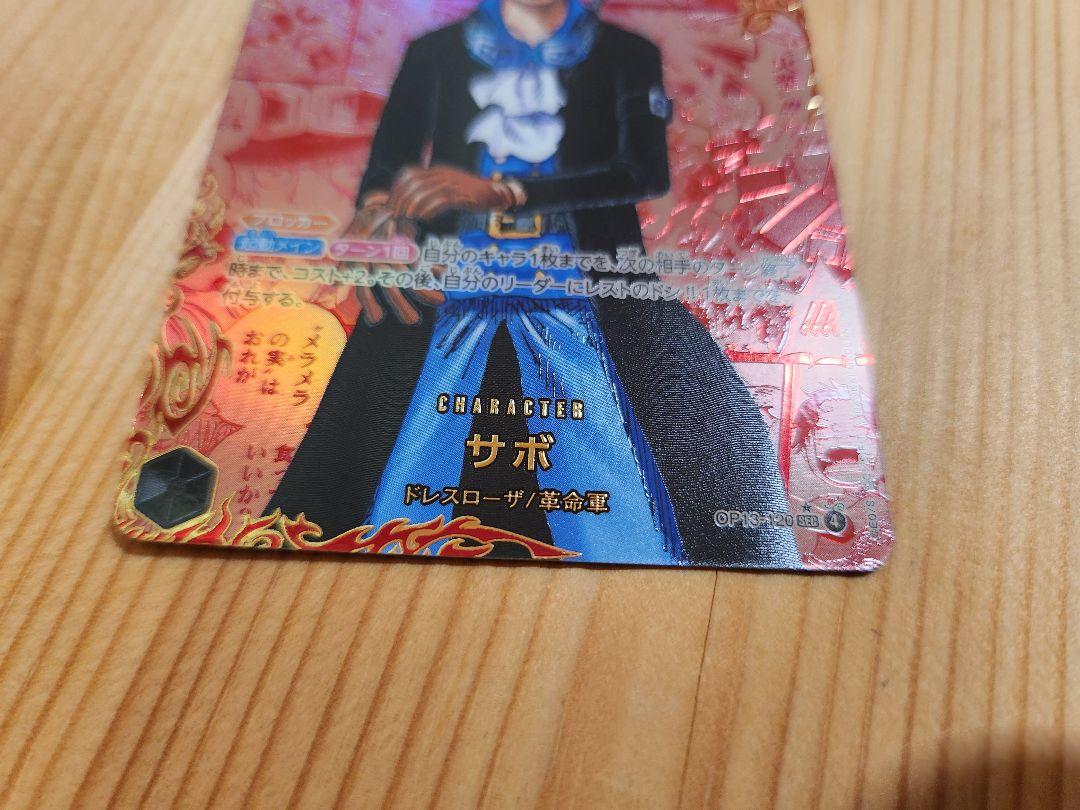 ブロッカー
起動メイン ターン1回 自分のキャラ1枚までを、次の相手のターン終了
時まで、コスト+2。その後、自分のリーダーにレストのドン!!1枚までを、
付与する。
"メラメラ
の実"は
おれが
食っ
いいか?
CHARACTER
サボ
ドレスローザ/革命軍
OP13-120 SEC 4